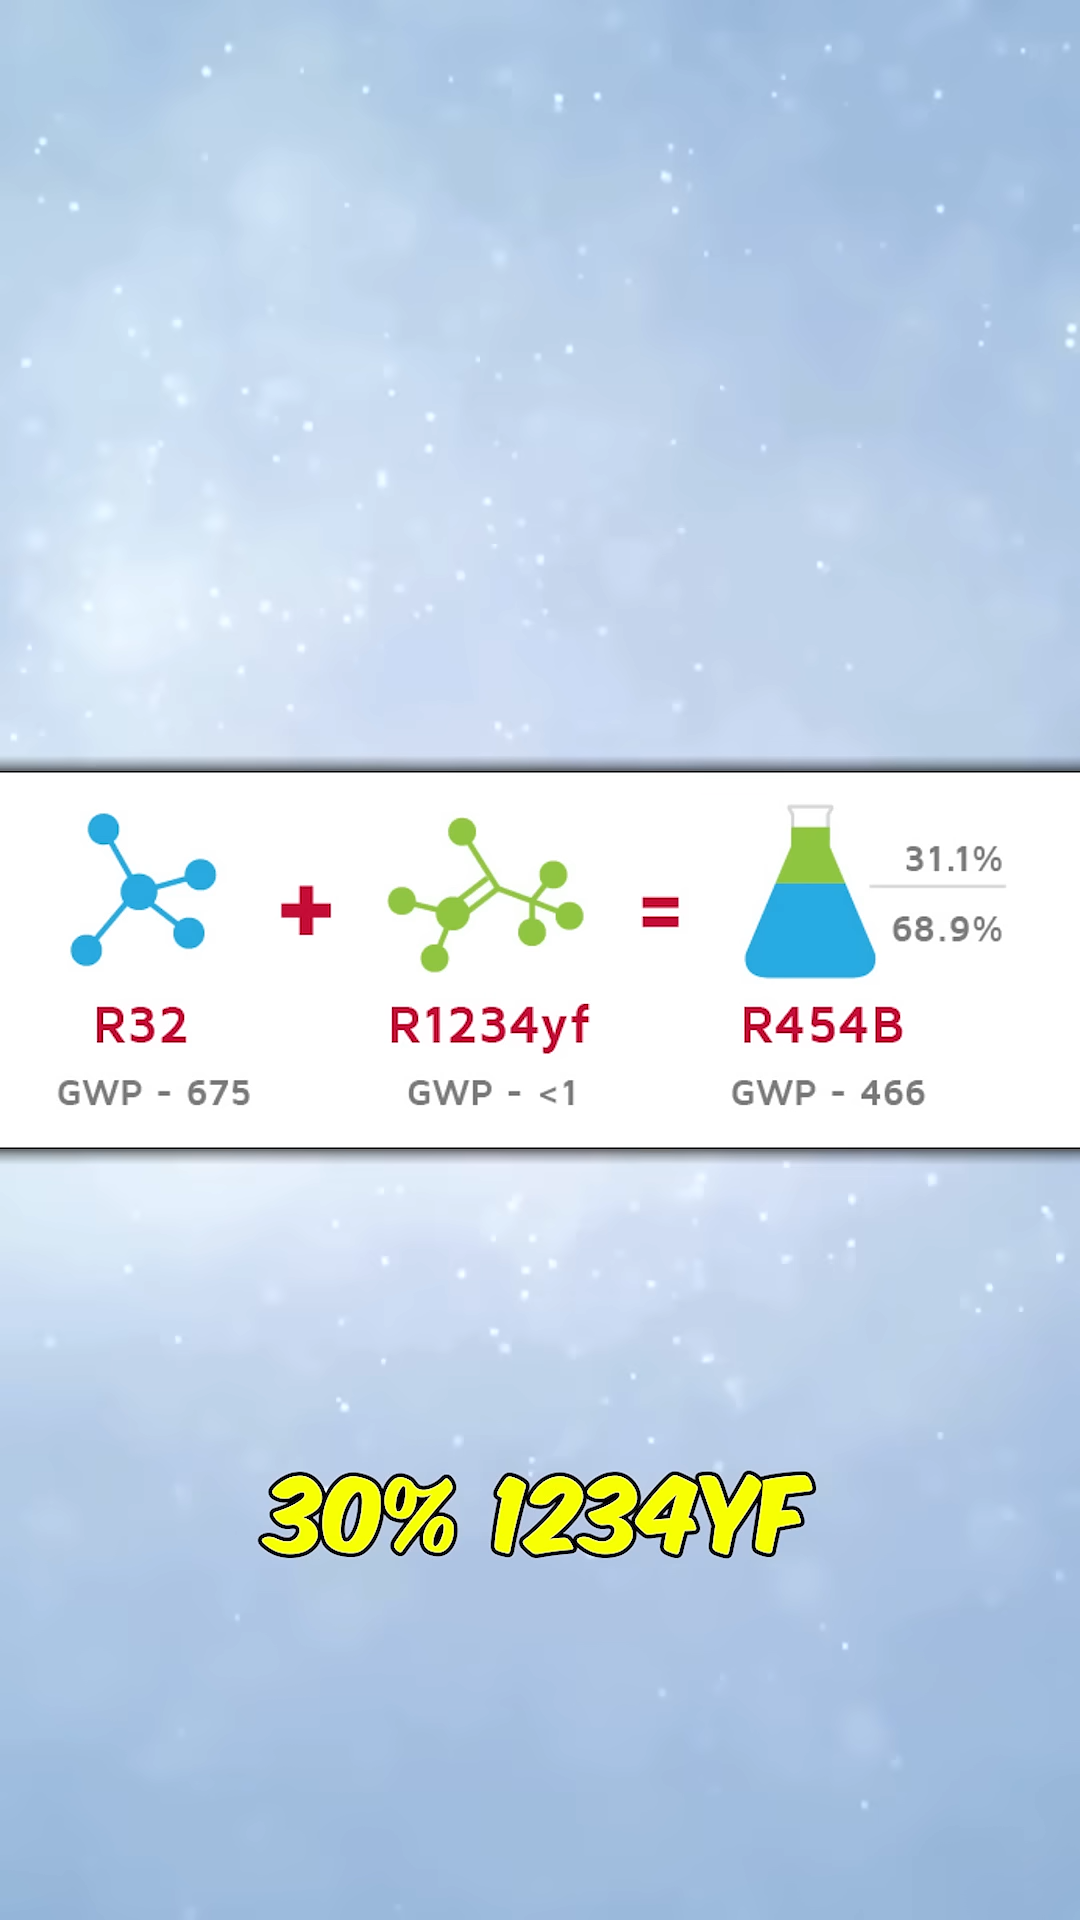 +
=
31.1%
68.9%
R32
R1234yf
R454B
GWP - 675
GWP - <1
GWP - 466
30% 1234YF